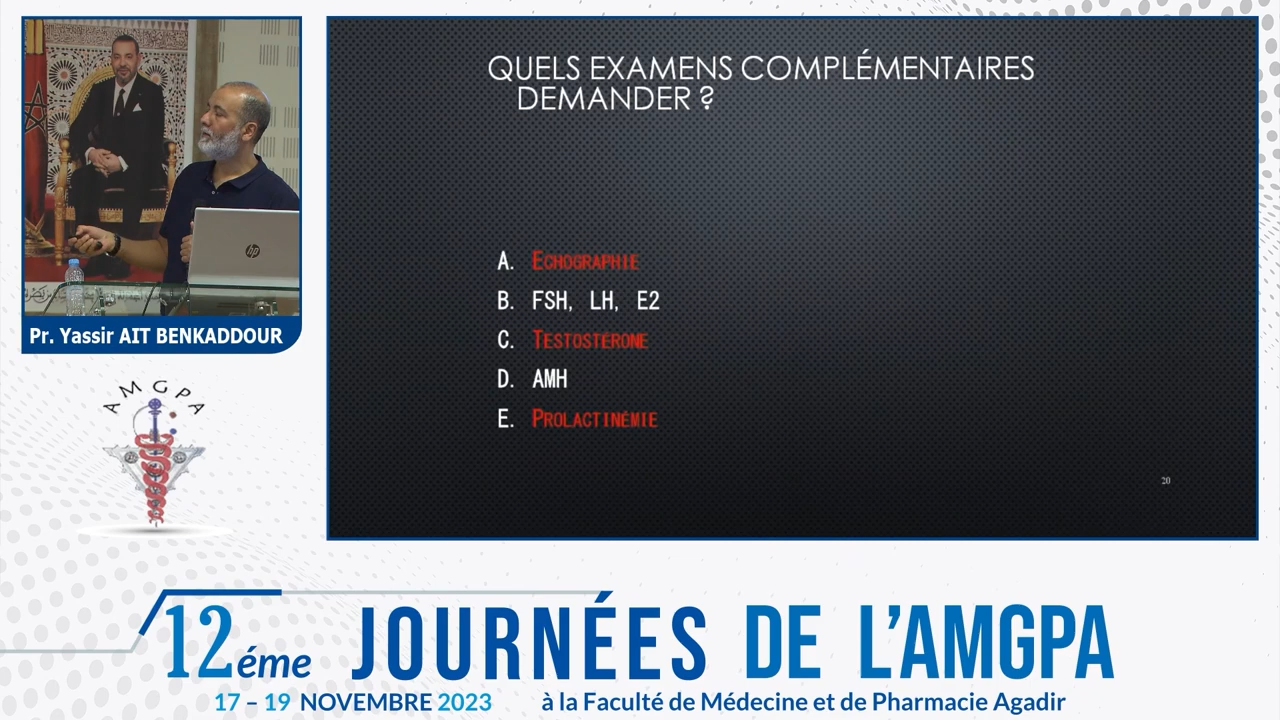 QUELS EXAMENS COMPLÉMENTAIRES
DEMANDER ?
A. ECHOGRAPHIE
B. FSH, LH, E2
C. TESTOSTÉRONE
D. AMH
E. PROLACTINÉMIE
20
hp
Pr. Yassir AIT BENKADDOUR
AMGPA
12éme JOURNÉES DE L'AMGPA
17 – 19 NOVEMBRE 2023 à la Faculté de Médecine et de Pharmacie Agadir